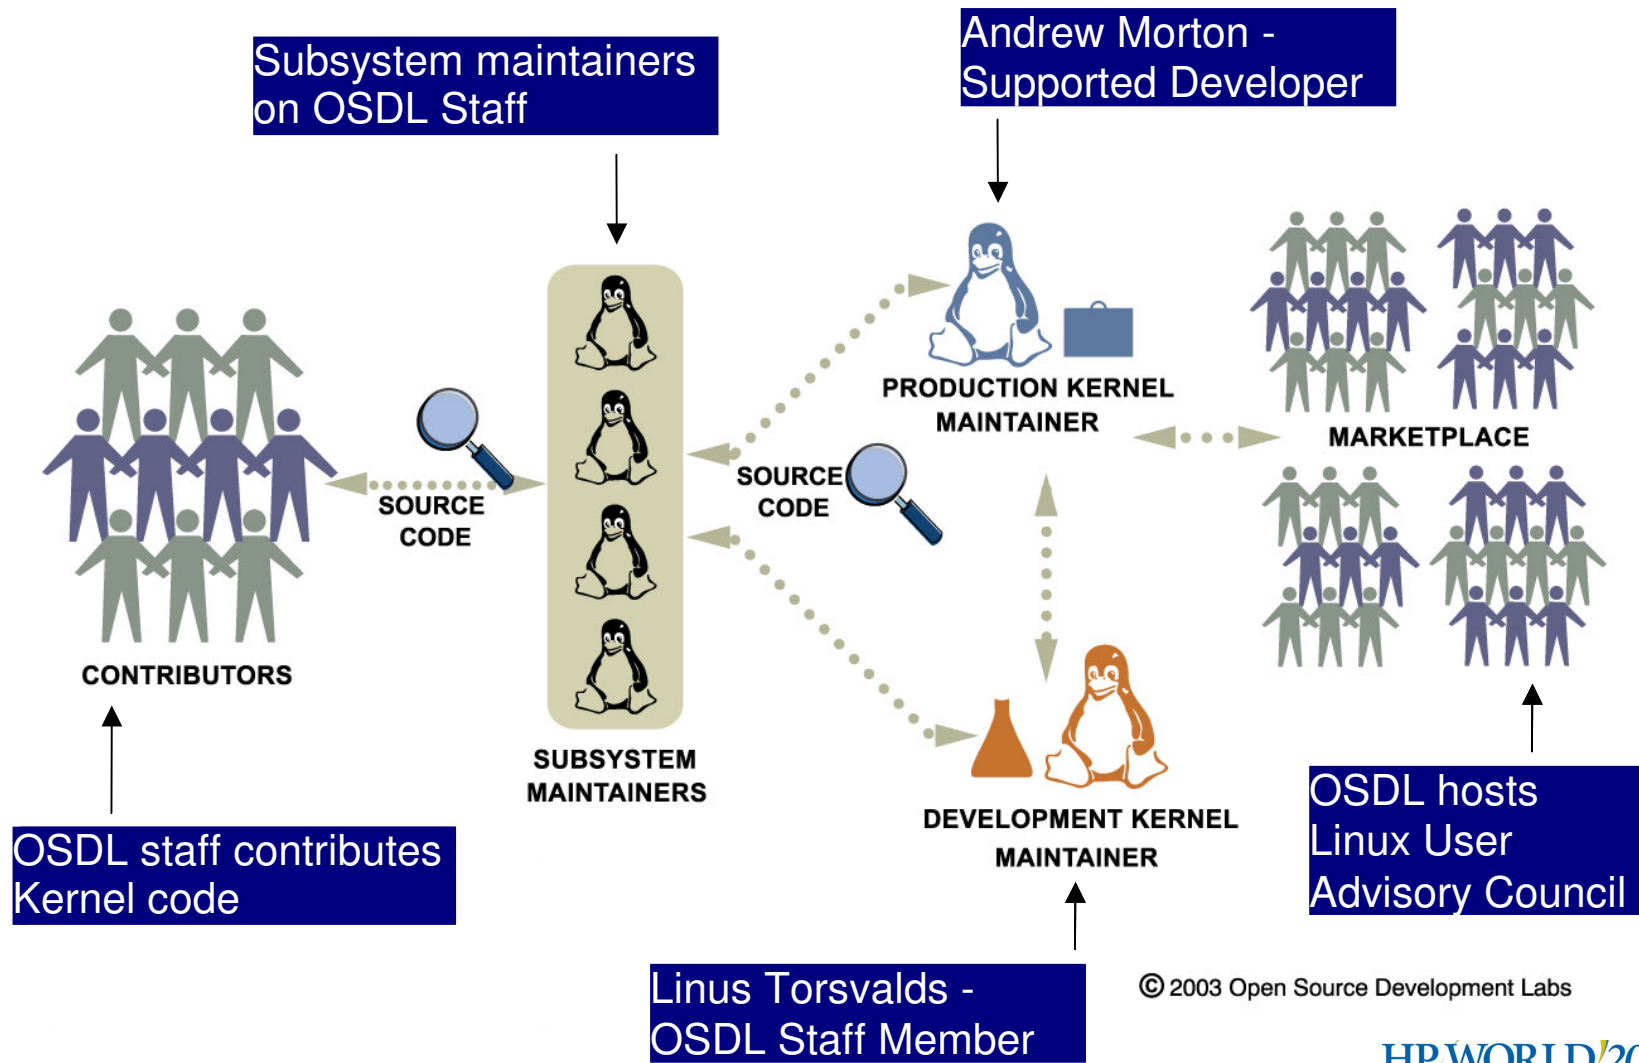 Subsystem maintainers
on OSDL Staff
Andrew Morton -
Supported Developer
PRODUCTION KERNEL
MAINTAINER
MARKETPLACE
SOURCE
CODE
SOURCE
CODE
CONTRIBUTORS
SUBSYSTEM
MAINTAINERS
DEVELOPMENT KERNEL
MAINTAINER
OSDL hosts
Linux User
Advisory Council
OSDL staff contributes
Kernel code
Linus Torsvalds -
OSDL Staff Member
© 2003 Open Source Development Labs
HP WORLD